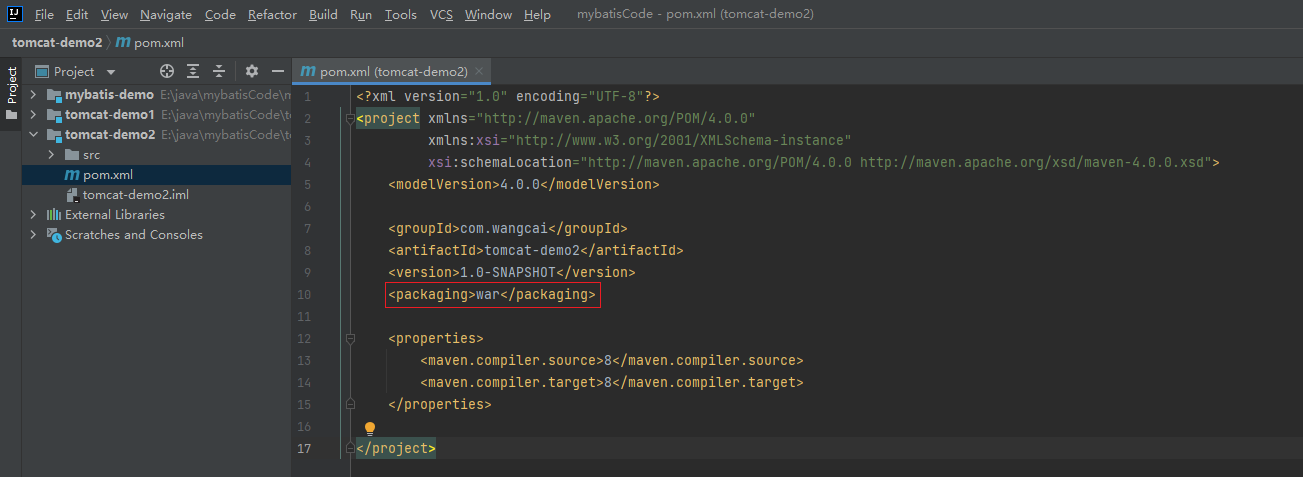 File Edit View Navigate Code Refactor Build Run Tools VCS Window Help mybatisCode - pom.xml (tomcat-demo2)
tomcat-demo2 m pom.xml
Project
Project
pom.xml (tomcat-demo2)
mybatis-demo E:\java\mybatisCode\m
tomcat-demo1 E:\java\mybatisCode\to
tomcat-demo2 E:\java\mybatisCode\to
src
pom.xml
tomcat-demo2.iml
External Libraries
Scratches and Consoles
1 <?xml version="1.0" encoding="UTF-8"?>
2 <project xmlns="http://maven.apache.org/POM/4.0.0"
3 xmlns:xsi="http://www.w3.org/2001/XMLSchema-instance"
4 xsi:schemaLocation="http://maven.apache.org/POM/4.0.0 http://maven.apache.org/xsd/maven-4.0.0.xsd">
5 <modelVersion>4.0.0</modelVersion>
6
7 <groupId>com.wangcai</groupId>
8 <artifactId>tomcat-demo2</artifactId>
9 <version>1.0-SNAPSHOT</version>
10 <packaging>war</packaging>
11
12 <properties>
13 <maven.compiler.source>8</maven.compiler.source>
14 <maven.compiler.target>8</maven.compiler.target>
15 </properties>
16
17 </project>